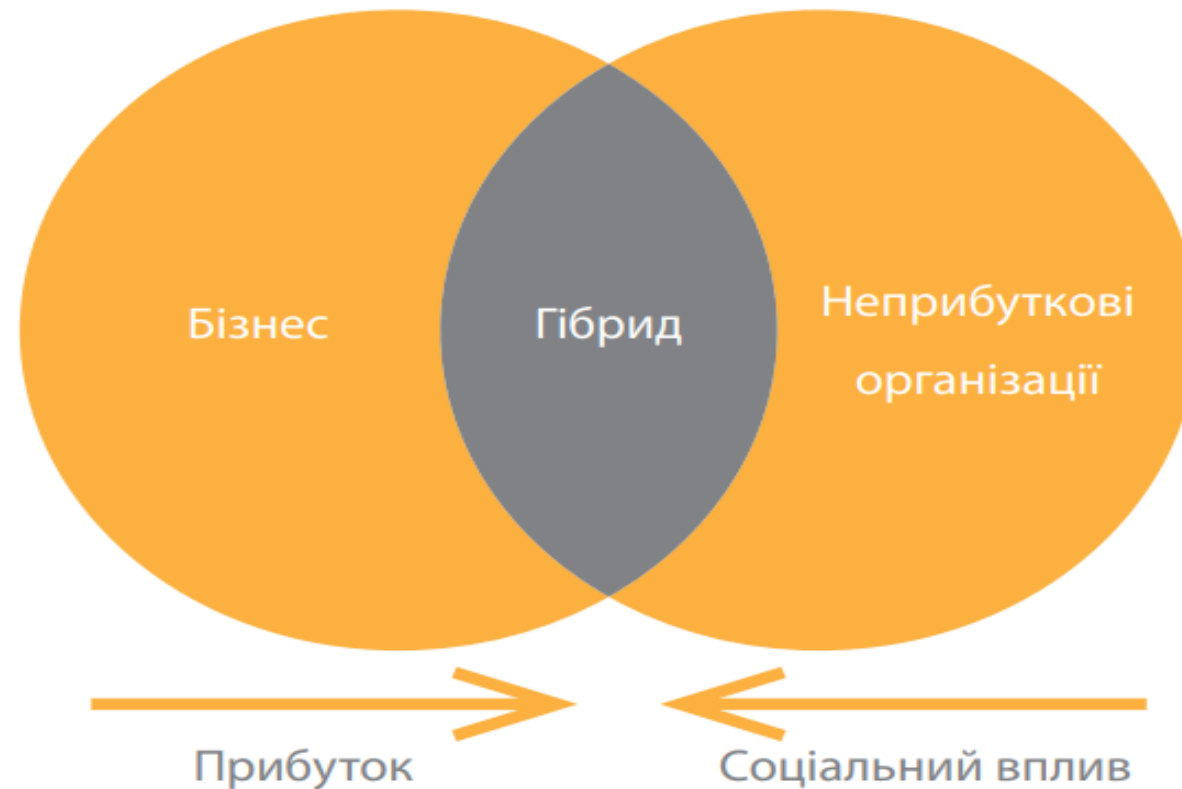 Бізнес
Гібрид
Неприбуткові
організації
Прибуток
Соціальний вплив